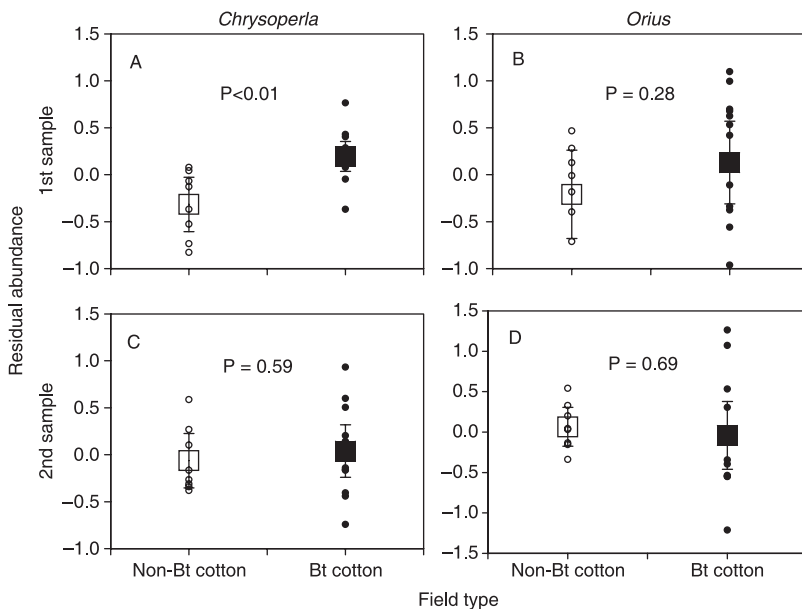 Chrysoperla
Orius
Residual abundance
1st sample
1.5
1.0
0.5
0.0
−0.5
−1.0
A
P<0.01
1.5
1.0
0.5
0.0
−0.5
−1.0
B
P = 0.28
2nd sample
1.5
1.0
0.5
0.0
−0.5
−1.0
C
P = 0.59
1.5
1.0
0.5
0.0
−0.5
−1.0
−1.5
D
P = 0.69
Non-Bt cotton
Bt cotton
Non-Bt cotton
Bt cotton
Field type